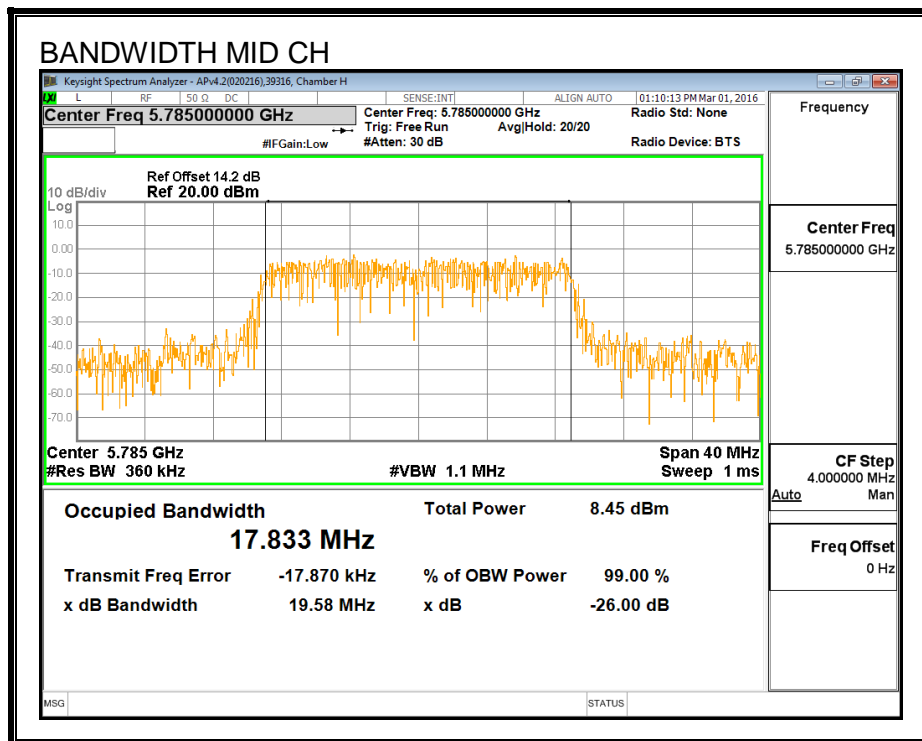 BANDWIDTH MID CH
Keysight Spectrum Analyzer - APv4.2(020216),39316, Chamber H
LXI L RF 50 Ω DC SENSE:INT ALIGN AUTO 01:10:13 PM Mar 01, 2016
Center Freq 5.785000000 GHz
Center Freq: 5.785000000 GHz Radio Std: None
Trig: Free Run Avg|Hold: 20/20
#IFGain:Low #Atten: 30 dB Radio Device: BTS
Frequency
Ref Offset 14.2 dB
10 dB/div Ref 20.00 dBm
Log
10.0
0.00
-10.0
-20.0
-30.0
-40.0
-50.0
-60.0
-70.0
Center 5.785 GHz Span 40 MHz
#Res BW 360 kHz #VBW 1.1 MHz Sweep 1 ms
Center Freq
5.785000000 GHz
CF Step
4.000000 MHz
Auto Man
Freq Offset
0 Hz
Occupied Bandwidth Total Power 8.45 dBm
17.833 MHz
Transmit Freq Error -17.870 kHz % of OBW Power 99.00 %
x dB Bandwidth 19.58 MHz x dB -26.00 dB
MSG STATUS